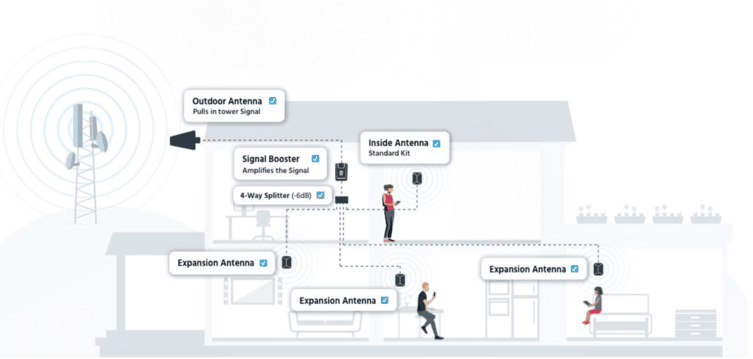 Outdoor Antenna
Pulls in tower Signal
Inside Antenna
Standard Kit
Signal Booster
Amplifies the Signal
4-Way Splitter (-6dB)
Expansion Antenna
Expansion Antenna
Expansion Antenna